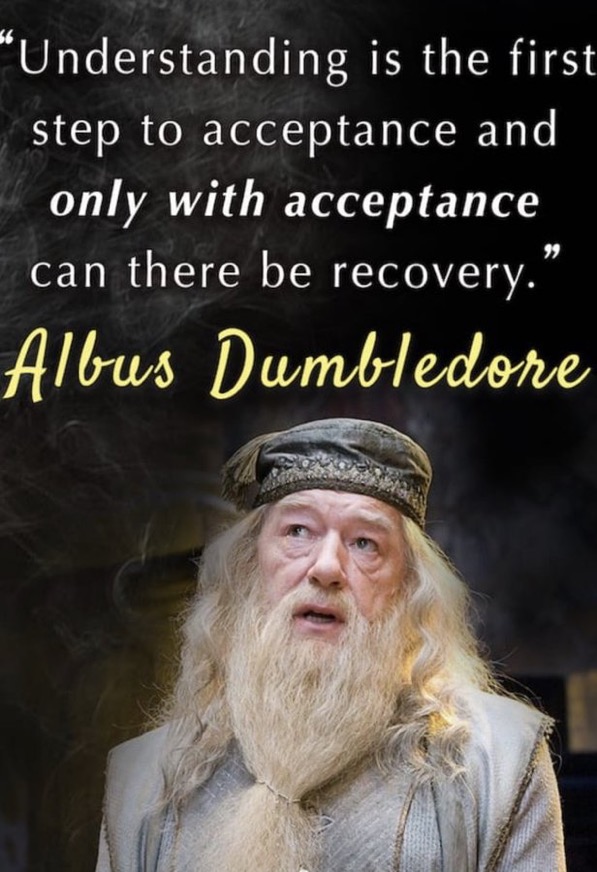 “Understanding is the first
step to acceptance and
only with acceptance
can there be recovery.”
Albus Dumbledore